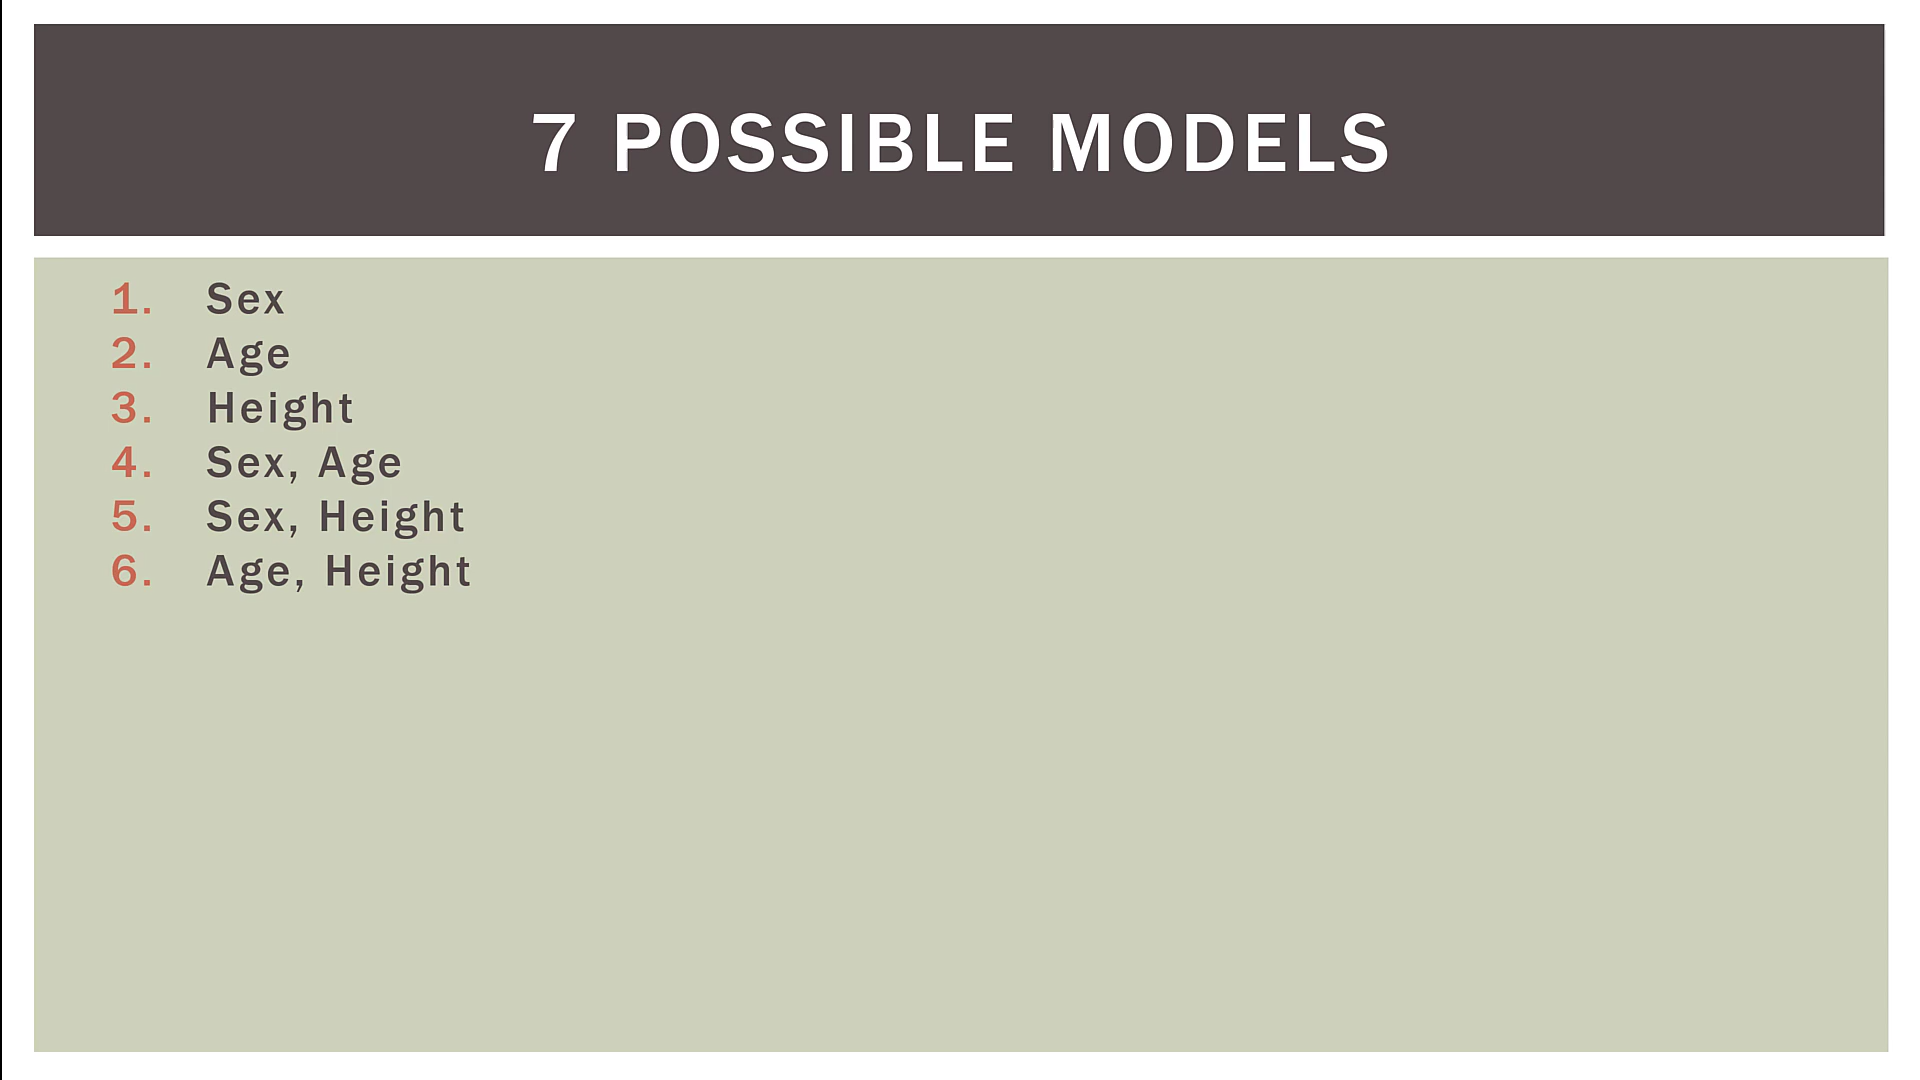 7 POSSIBLE MODELS
1. Sex
2. Age
3. Height
4. Sex, Age
5. Sex, Height
6. Age, Height